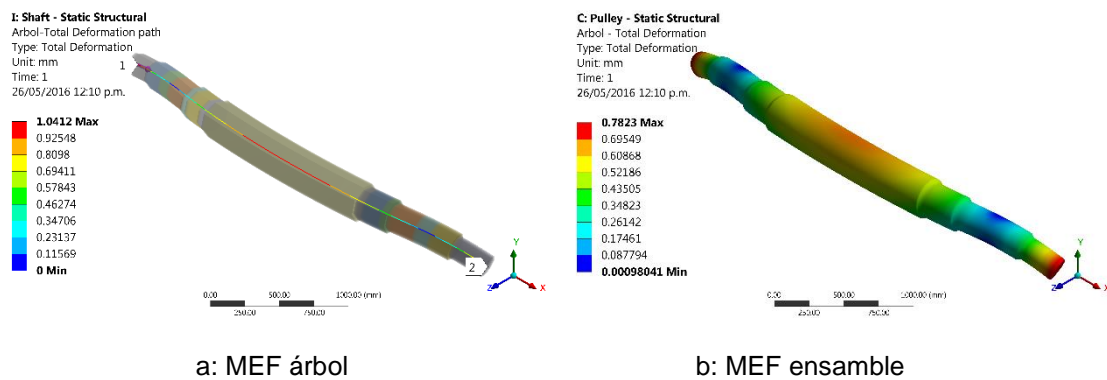 I: Shaft - Static Structural
Arbol-Total Deformation path
Type: Total Deformation
Unit: mm
Time: 1
26/05/2016 12:10 p.m.
1.0412 Max
0.92548
0.8098
0.69411
0.57843
0.46274
0.34706
0.23137
0.11569
0 Min
1
2
Y
Z
X
0.00
500.00
1000.00 (mm)
250.00
750.00
a: MEF árbol
C: Pulley - Static Structural
Arbol - Total Deformation
Type: Total Deformation
Unit: mm
Time: 1
26/05/2016 12:10 p.m.
0.7823 Max
0.69549
0.60868
0.52186
0.43505
0.34823
0.26142
0.17461
0.087794
0.00098041 Min
Y
Z
X
0.00
500.00
1000.00 (mm)
250.00
750.00
b: MEF ensamble